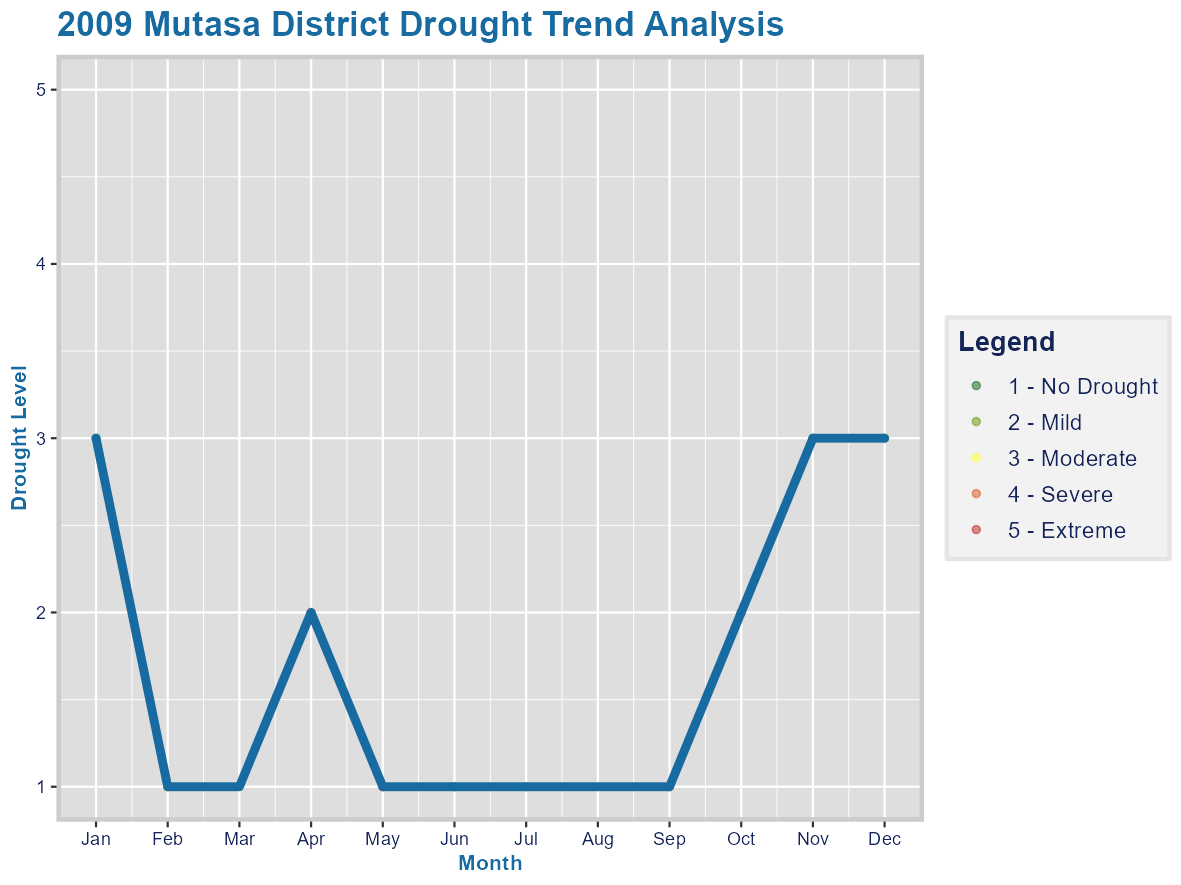 2009 Mutasa District Drought Trend Analysis
5
4
3
2
1
Drought Level
Jan Feb Mar Apr May Jun Jul Aug Sep Oct Nov Dec
Month
Legend
1 - No Drought
2 - Mild
3 - Moderate
4 - Severe
5 - Extreme